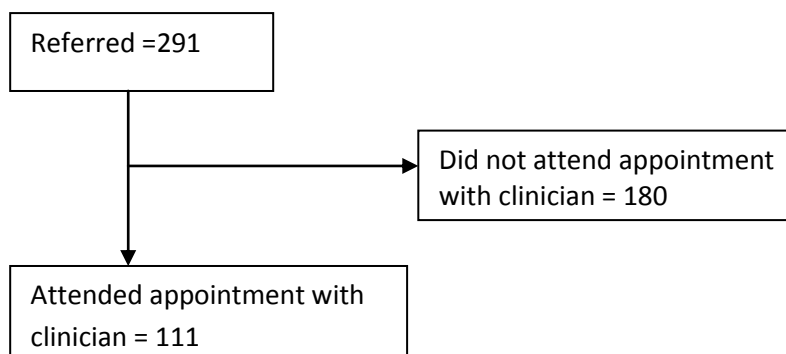 Referred =291
Did not attend appointment
with clinician = 180
Attended appointment with
clinician = 111